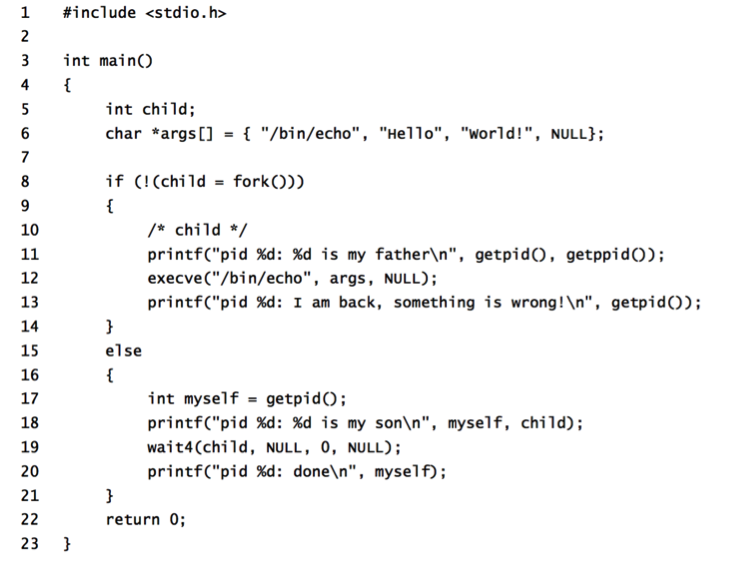 1 #include <stdio.h>
2
3 int main()
4 {
5 int child;
6 char *args[] = { "/bin/echo", "Hello", "World!", NULL};
7
8 if (!(child = fork()))
9 {
10 /* child */
11 printf("pid %d: %d is my father\n", getpid(), getppid());
12 execve("/bin/echo", args, NULL);
13 printf("pid %d: I am back, something is wrong!\n", getpid());
14 }
15 else
16 {
17 int myself = getpid();
18 printf("pid %d: %d is my son\n", myself, child);
19 wait4(child, NULL, 0, NULL);
20 printf("pid %d: done\n", myself);
21 }
22 return 0;
23 }